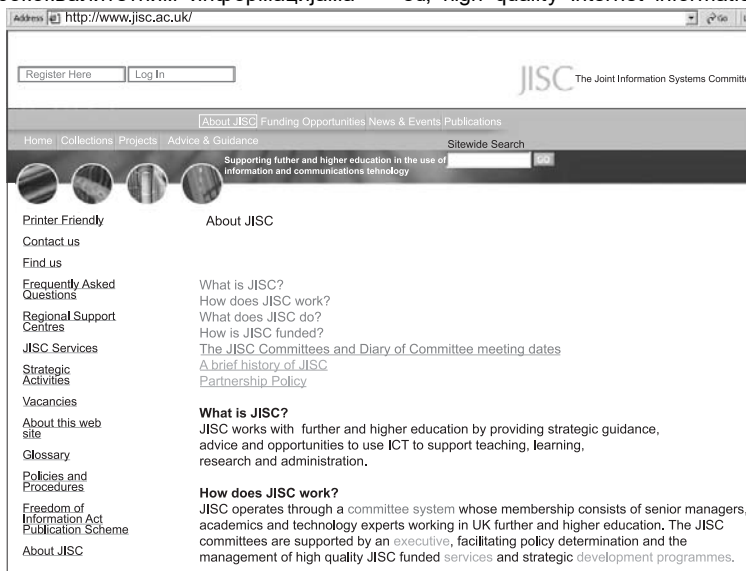 високвалитетним информацијама
ed, high quality internet informatio
Address http://www.jisc.ac.uk/ Go
Register Here Log In
JISC The Joint Information Systems Committe
About JISC Funding Opportunities News & Events Publications
Home Collections Projects Advice & Guidance
Sitewide Search
Supporting futher and higher education in the use of
information and communications tehnology
GO
Printer Friendly
Contact us
Find us
Frequently Asked
Questions
Regional Support
Centres
JISC Services
Strategic
Activities
Vacancies
About this web
site
Glossary
Policies and
Procedures
Freedom of
Information Act
Publication Scheme
About JISC
About JISC
What is JISC?
How does JISC work?
What does JISC do?
How is JISC funded?
The JISC Committees and Diary of Committee meeting dates
A brief history of JISC
Partnership Policy
What is JISC?
JISC works with further and higher education by providing strategic guidance,
advice and opportunities to use ICT to support teaching, learning,
research and administration.
How does JISC work?
JISC operates through a committee system whose membership consists of senior managers,
academics and technology experts working in UK further and higher education. The JISC
committees are supported by an executive, facilitating policy determination and the
management of high quality JISC funded services and strategic development programmes.